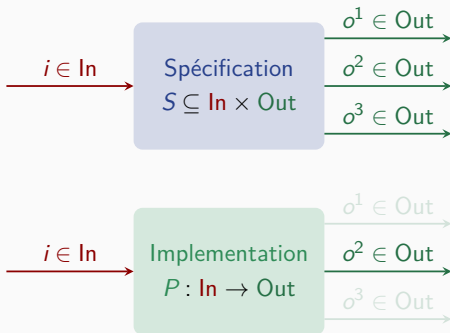 o¹ ∈ Out
i ∈ In
Spécification
o² ∈ Out
S ⊆ In × Out
o³ ∈ Out
o¹ ∈ Out
i ∈ In
Implementation
o² ∈ Out
P : In → Out
o³ ∈ Out